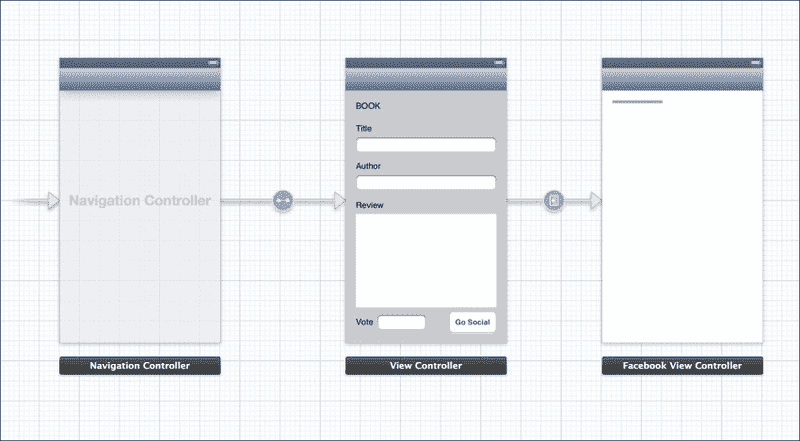 Navigation Controller
BOOK
Title
Author
Review
Vote
Go Social
Navigation Controller
View Controller
Facebook View Controller